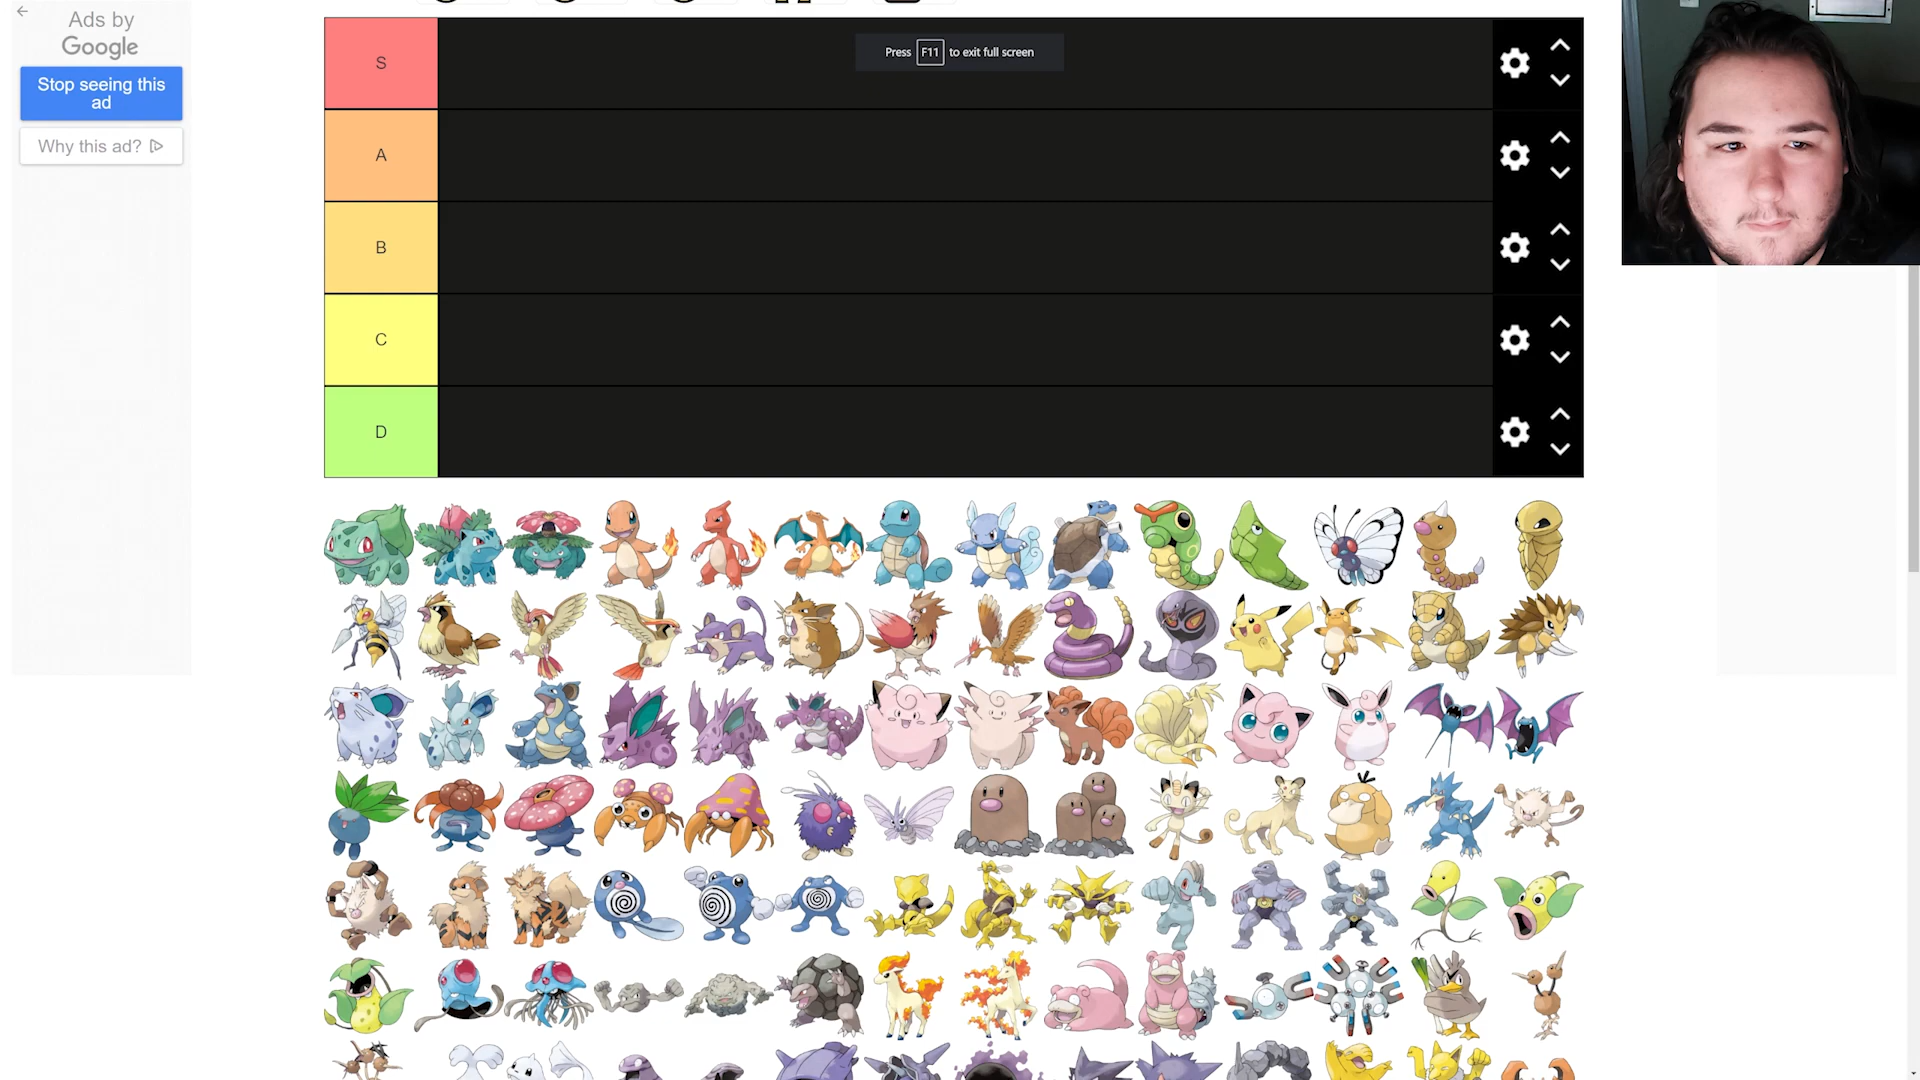 Ads by
Google
Stop seeing this
ad
Why this ad?
Press F11 to exit full screen
S
A
B
C
D